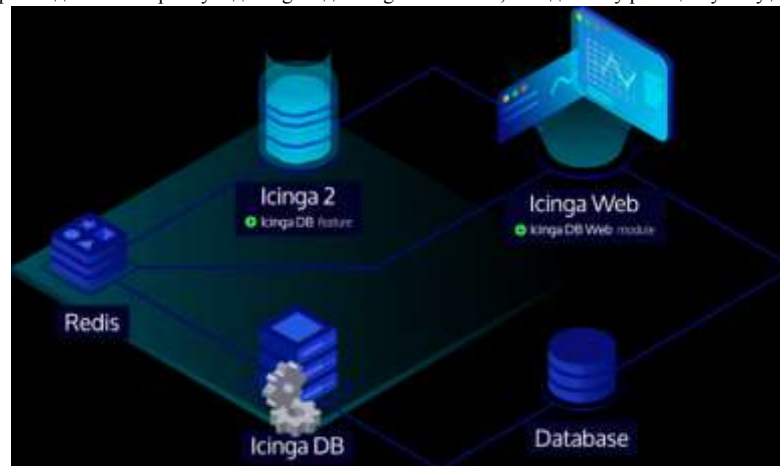 Icinga 2
Icinga DB feature
Icinga Web
Icinga DB Web module
Redis
Icinga DB
Database